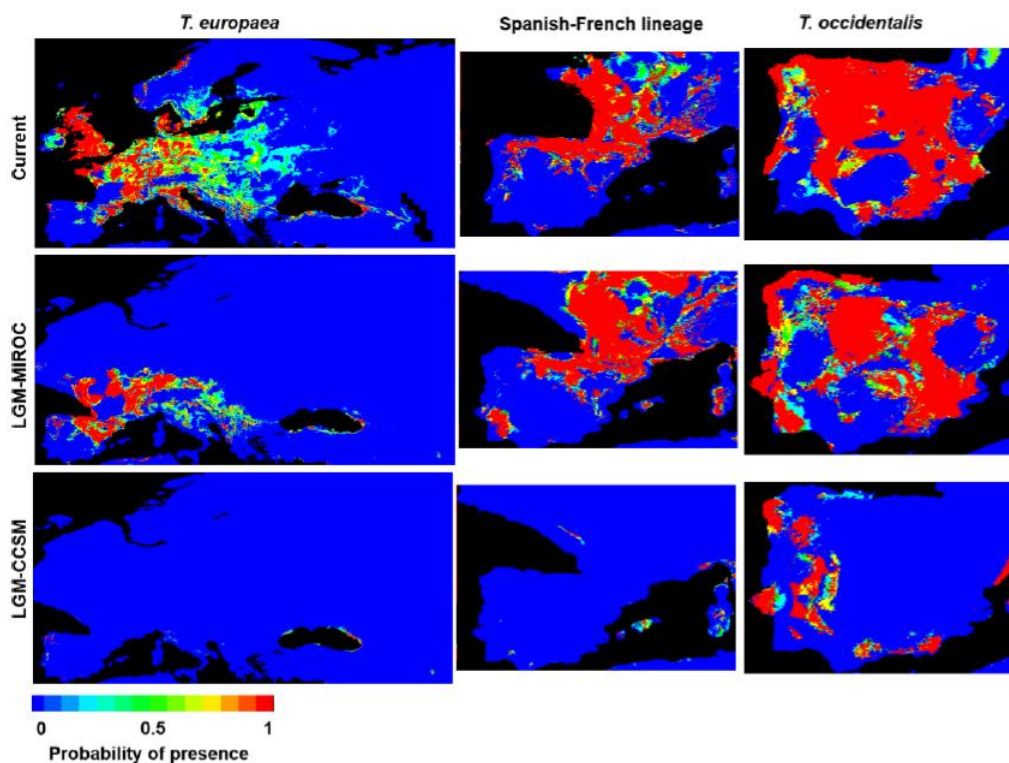 T. europaea
Spanish-French lineage
T. occidentalis
Current
LGM-MIROC
LGM-CCSM
0 0.5 1
Probability of presence